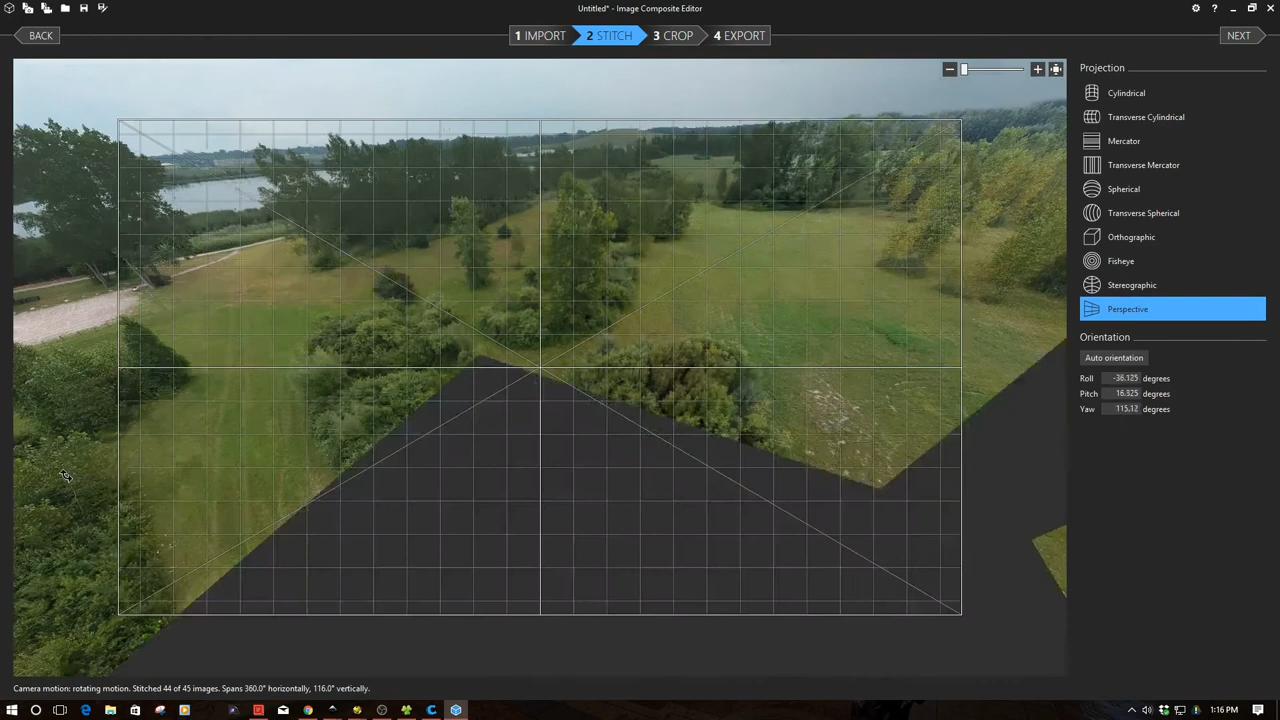 Untitled* - Image Composite Editor
BACK
1 IMPORT
2 STITCH
3 CROP
4 EXPORT
NEXT
Projection
Cylindrical
Transverse Cylindrical
Mercator
Transverse Mercator
Spherical
Transverse Spherical
Orthographic
Fisheye
Stereographic
Perspective
Orientation
Auto orientation
Roll -36.125 degrees
Pitch 16.325 degrees
Yaw 115.12 degrees
Camera motion: rotating motion. Stitched 44 of 45 images. Spans 360.0° horizontally, 116.0° vertically.
1:16 PM